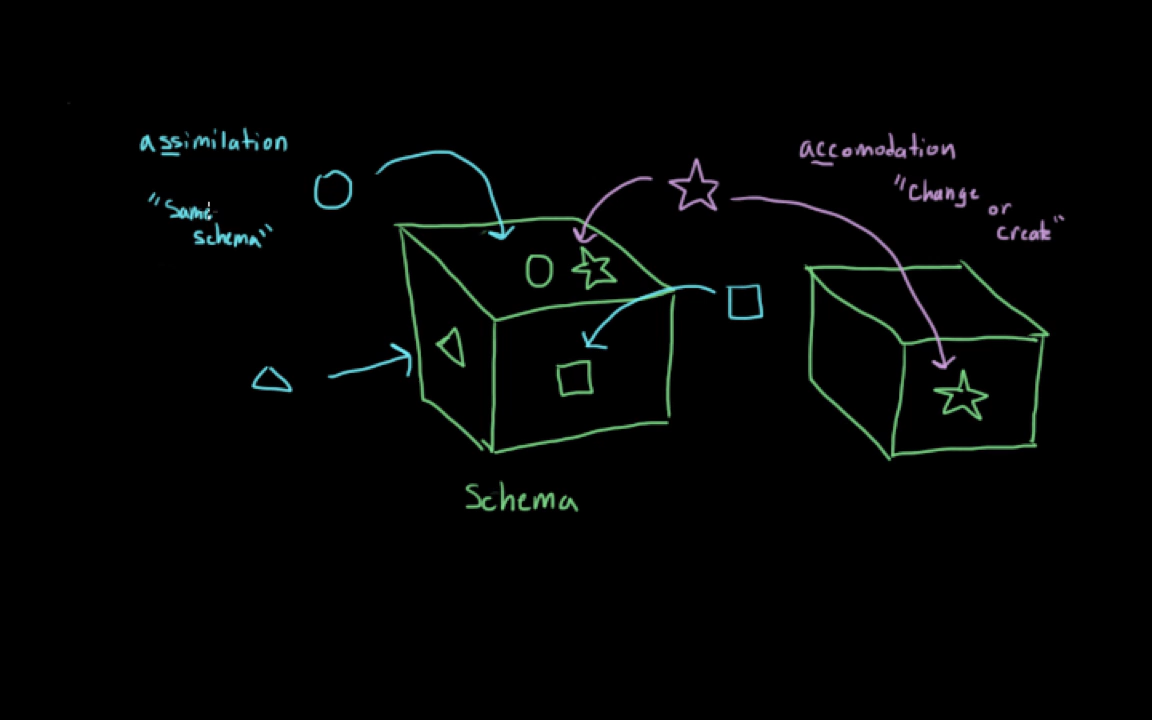 assimilation
"Same
schema"
accomodation
"Change
or
create"
Schema